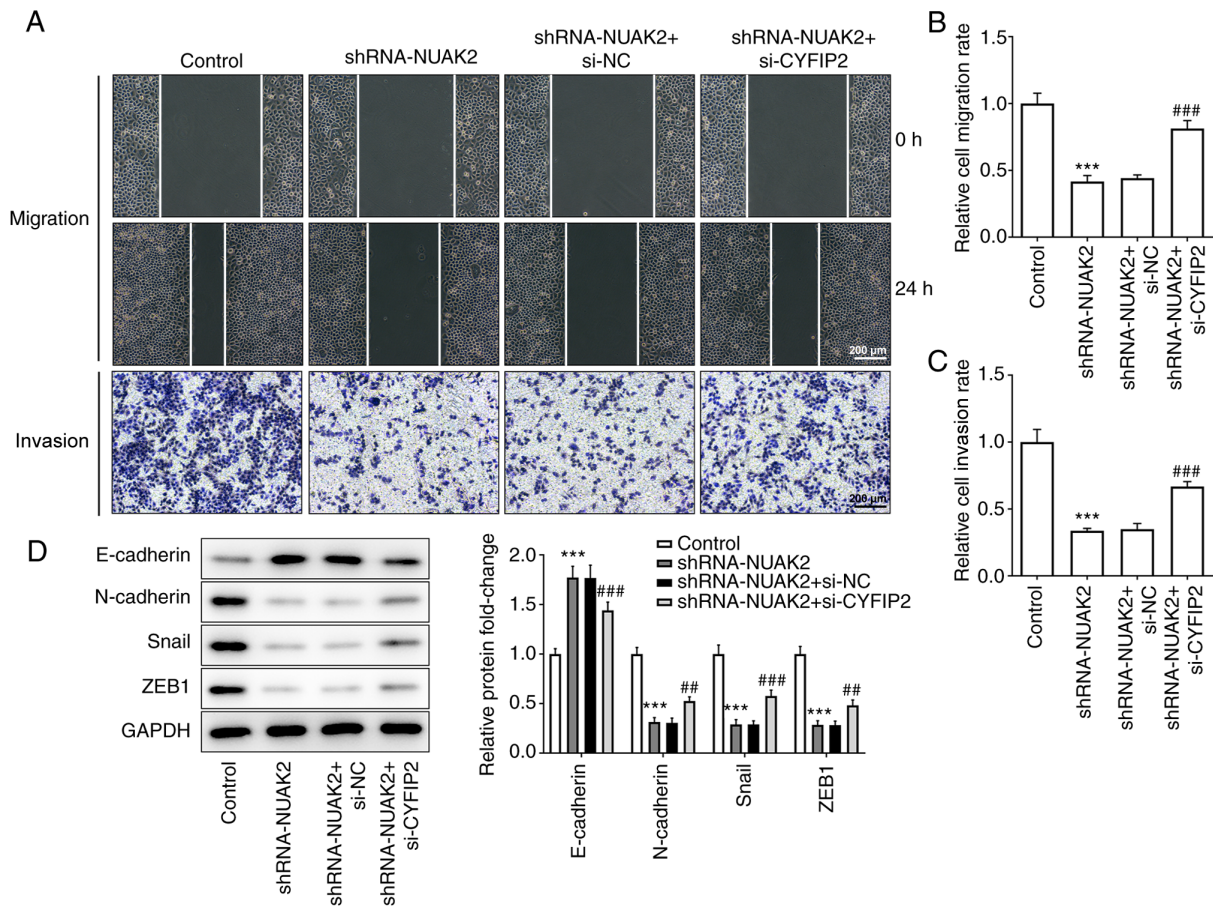 A
Control
shRNA-NUAK2
shRNA-NUAK2+
si-NC
shRNA-NUAK2+
si-CYFIP2
Migration
0 h
24 h
200 µm
Invasion
200 µm
B
Relative cell migration rate
1.5
1.0
0.5
0.0
***
###
Control
shRNA-NUAK2
shRNA-NUAK2+
si-NC
shRNA-NUAK2+
si-CYFIP2
C
Relative cell invasion rate
1.5
1.0
0.5
0.0
***
###
Control
shRNA-NUAK2
shRNA-NUAK2+
si-NC
shRNA-NUAK2+
si-CYFIP2
D
E-cadherin
N-cadherin
Snail
ZEB1
GAPDH
Control
shRNA-NUAK2
shRNA-NUAK2+
si-NC
shRNA-NUAK2+
si-CYFIP2
Relative protein fold-change
2.0
1.5
1.0
0.5
0.0
Control
shRNA-NUAK2
shRNA-NUAK2+si-NC
shRNA-NUAK2+si-CYFIP2
***
###
***
##
***
###
***
##
E-cadherin
N-cadherin
Snail
ZEB1